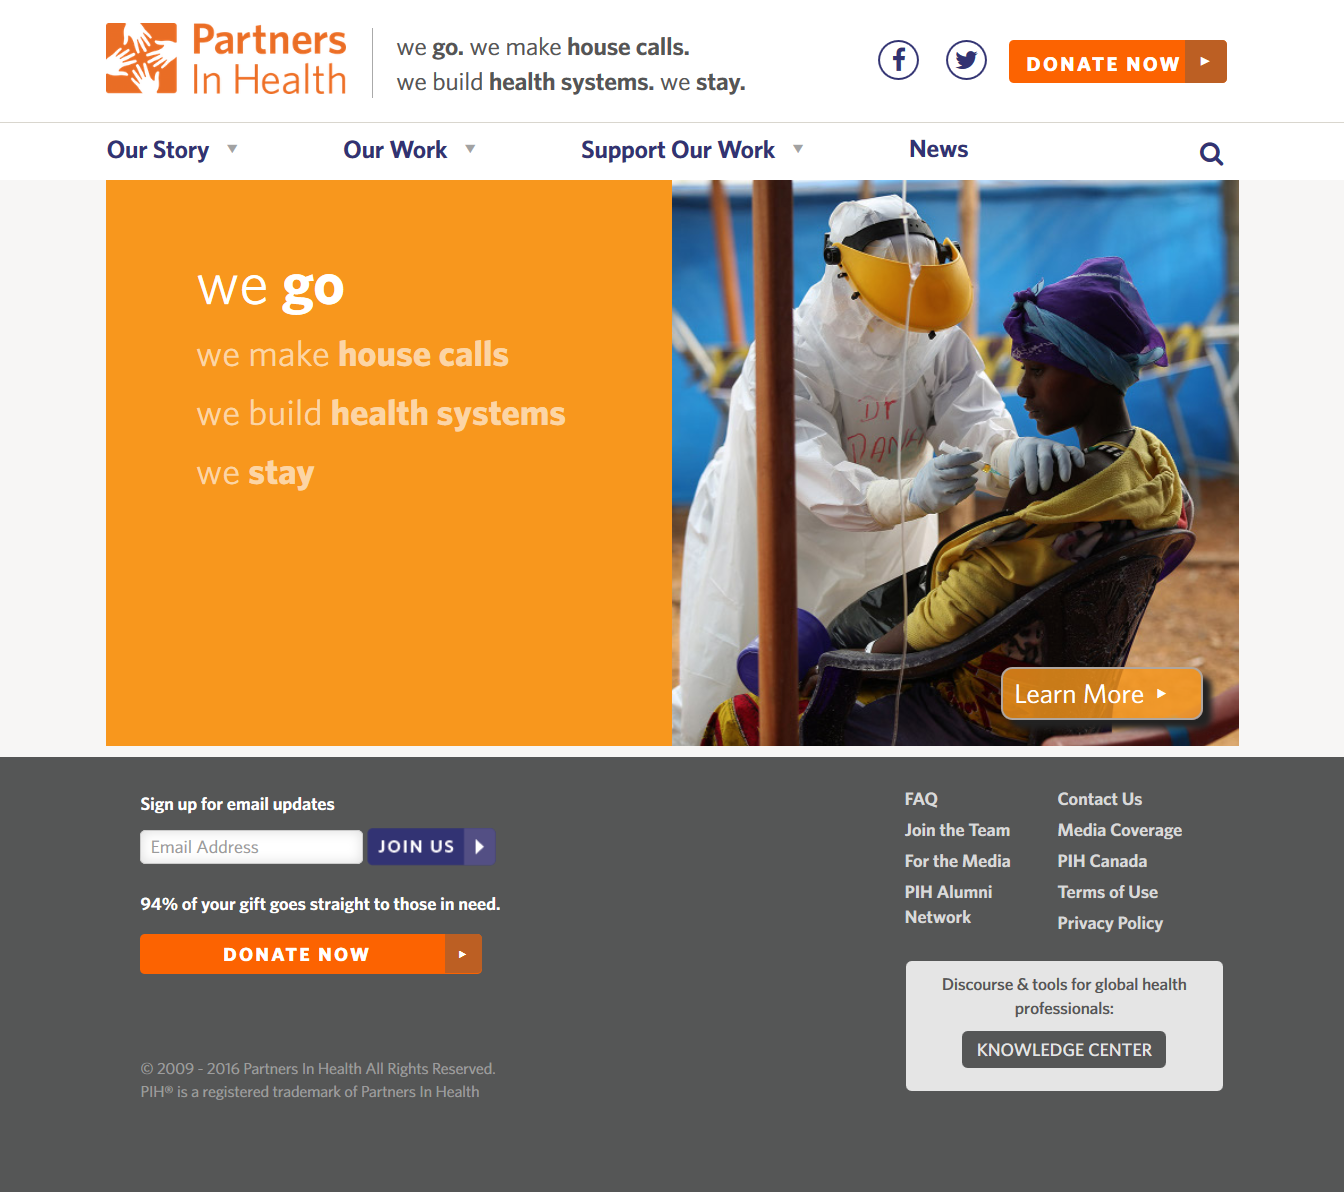 Partners
In Health
we go. we make house calls.
we build health systems. we stay.
DONATE NOW
Our Story
Our Work
Support Our Work
News
we go
we make house calls
we build health systems
we stay
DR
DANA
Learn More
Sign up for email updates
Email Address
JOIN US
94% of your gift goes straight to those in need.
DONATE NOW
© 2009 - 2016 Partners In Health All Rights Reserved.
PIH® is a registered trademark of Partners In Health
FAQ
Join the Team
For the Media
PIH Alumni
Network
Contact Us
Media Coverage
PIH Canada
Terms of Use
Privacy Policy
Discourse & tools for global health
professionals:
KNOWLEDGE CENTER